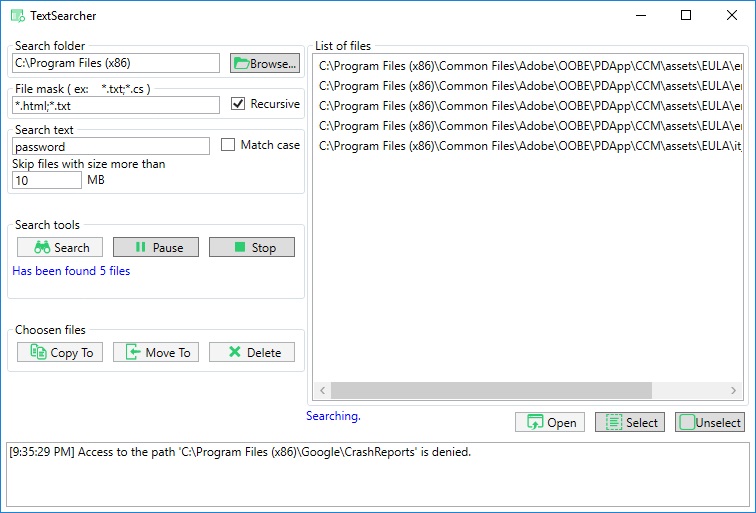 TextSearcher
Search folder
C:\Program Files (x86)
Browse...
File mask ( ex: *.txt;*.cs )
*.html;*.txt
Recursive
Search text
password
Match case
Skip files with size more than
10 MB
Search tools
Search
Pause
Stop
Has been found 5 files
Choosen files
Copy To
Move To
Delete
List of files
C:\Program Files (x86)\Common Files\Adobe\OOBE\PDApp\CCM\assets\EULA\e
C:\Program Files (x86)\Common Files\Adobe\OOBE\PDApp\CCM\assets\EULA\e
C:\Program Files (x86)\Common Files\Adobe\OOBE\PDApp\CCM\assets\EULA\e
C:\Program Files (x86)\Common Files\Adobe\OOBE\PDApp\CCM\assets\EULA\e
C:\Program Files (x86)\Common Files\Adobe\OOBE\PDApp\CCM\assets\EULA\it_
Searching.
Open
Select
Unselect
[9:35:29 PM] Access to the path 'C:\Program Files (x86)\Google\CrashReports' is denied.